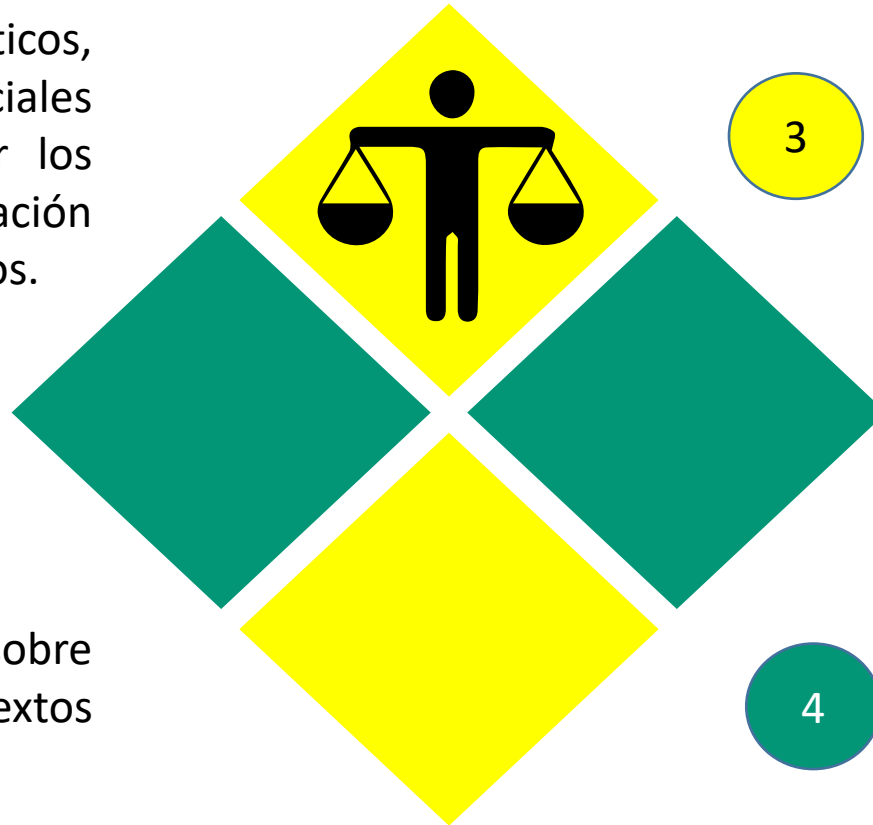 ticos,
ciales
r los
ación
os.
obre
extos
3
4